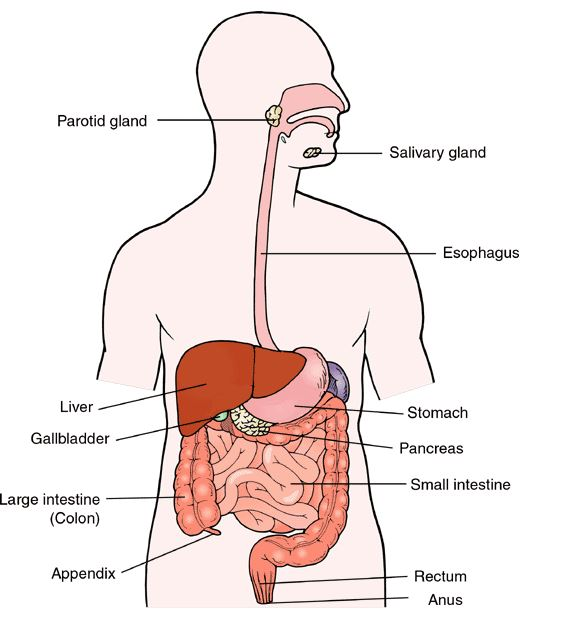 Parotid gland
Salivary gland
Esophagus
Liver
Stomach
Gallbladder
Pancreas
Small intestine
Large intestine
(Colon)
Appendix
Rectum
Anus